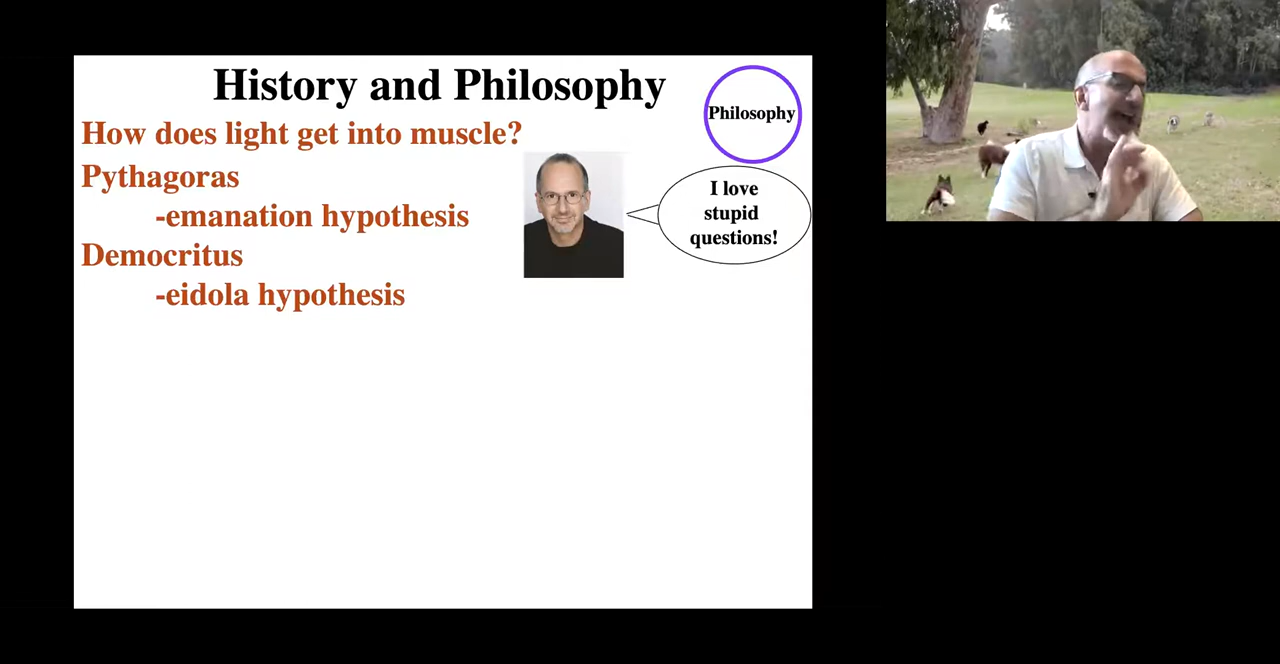 History and Philosophy
Philosophy
How does light get into muscle?
Pythagoras
-emanation hypothesis
I love
stupid
questions!
Democritus
-eidola hypothesis